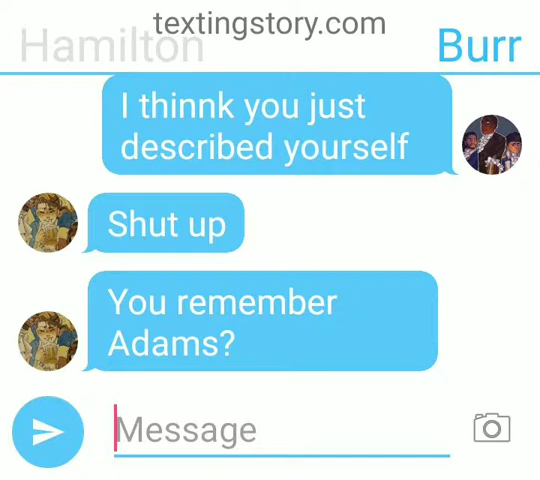 textingstory.com
Hamilton Burr
I thinnk you just
described yourself
Shut up
You remember
Adams?
Message